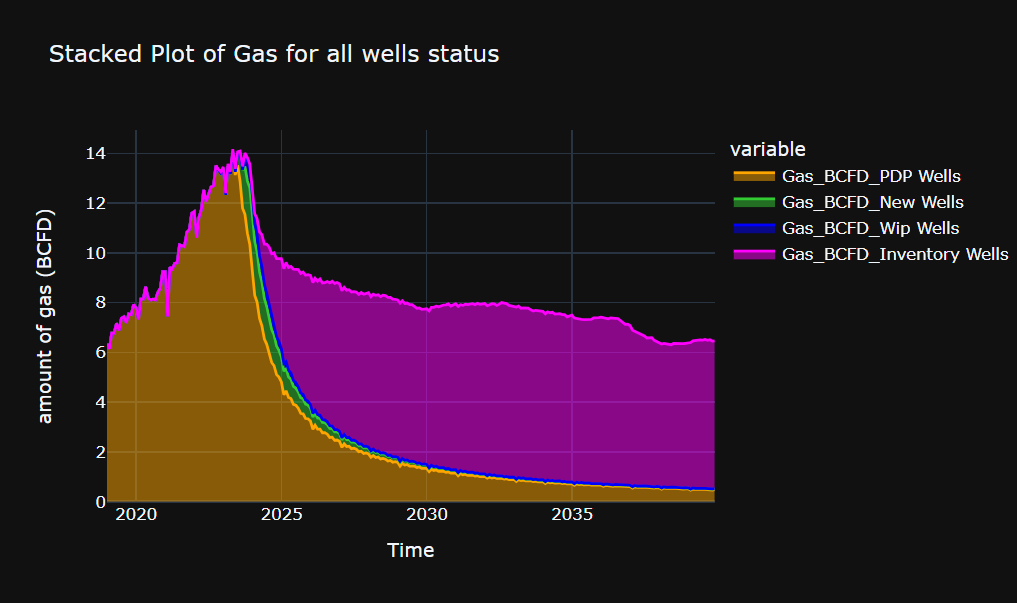 Stacked Plot of Gas for all wells status
amount of gas (BCFD)
14
12
10
8
6
4
2
0
2020 2025 2030 2035
Time
variable
Gas_BCFD_PDP Wells
Gas_BCFD_New Wells
Gas_BCFD_Wip Wells
Gas_BCFD_Inventory Wells